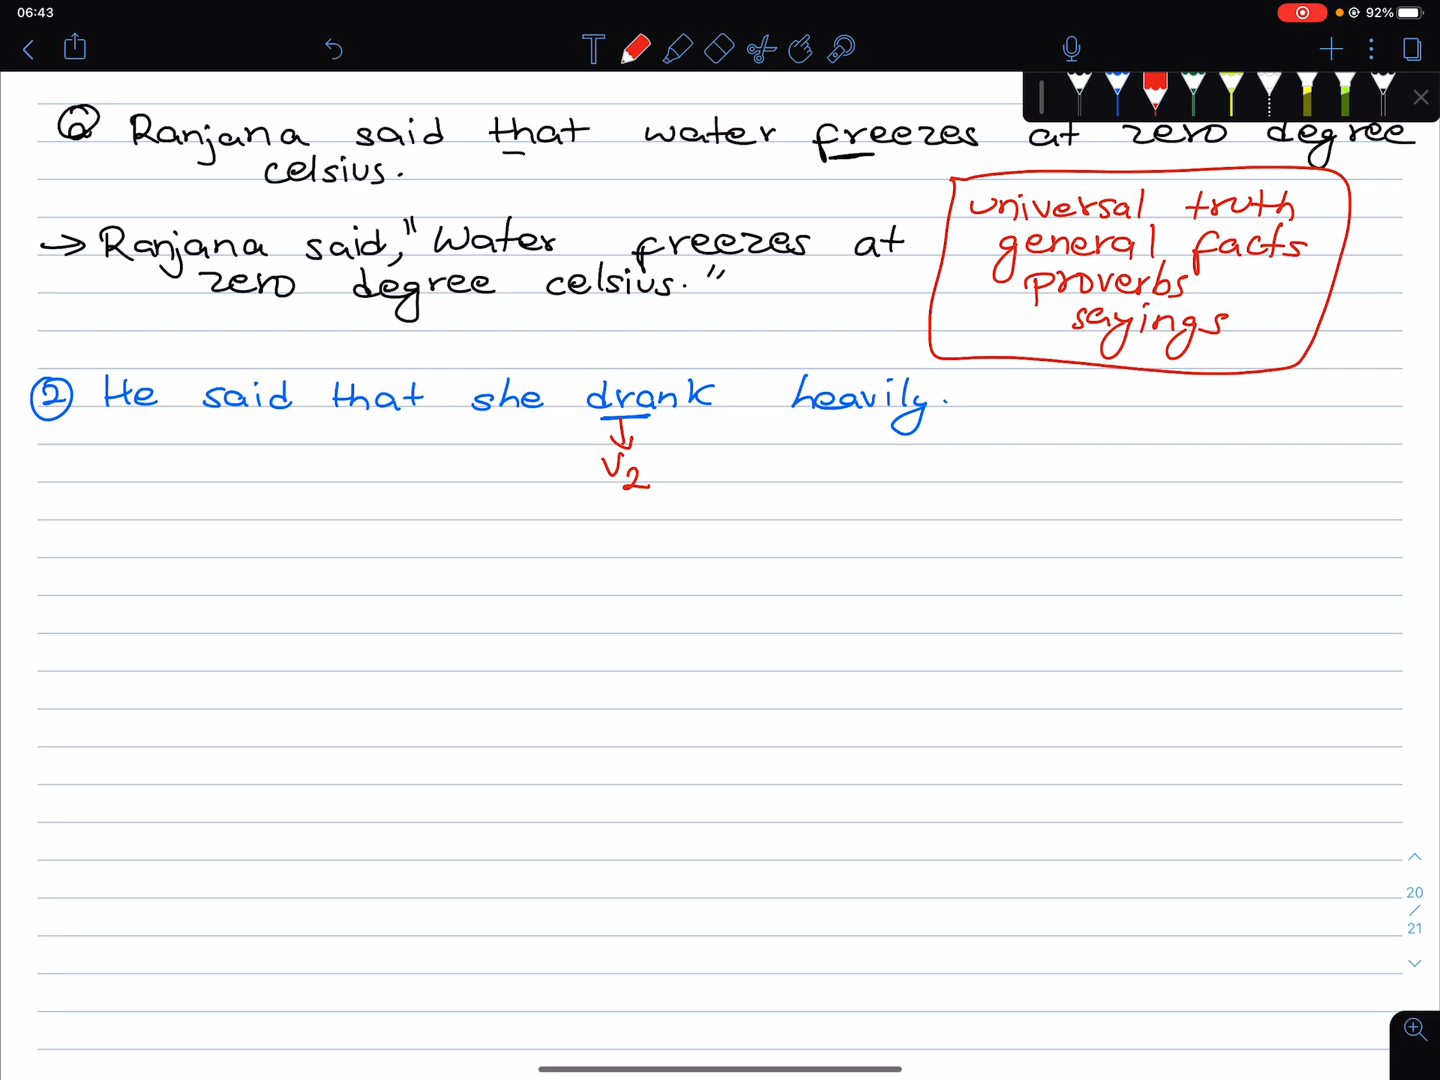 06:43
92%
Q Ranjana said that water freezes at zero degree
celsius.
→ Ranjana said, "Water freezes at
zero degree celsius."
universal truth
general facts
proverbs
sayings
② He said that she drank heavily.
V2
20
/
21